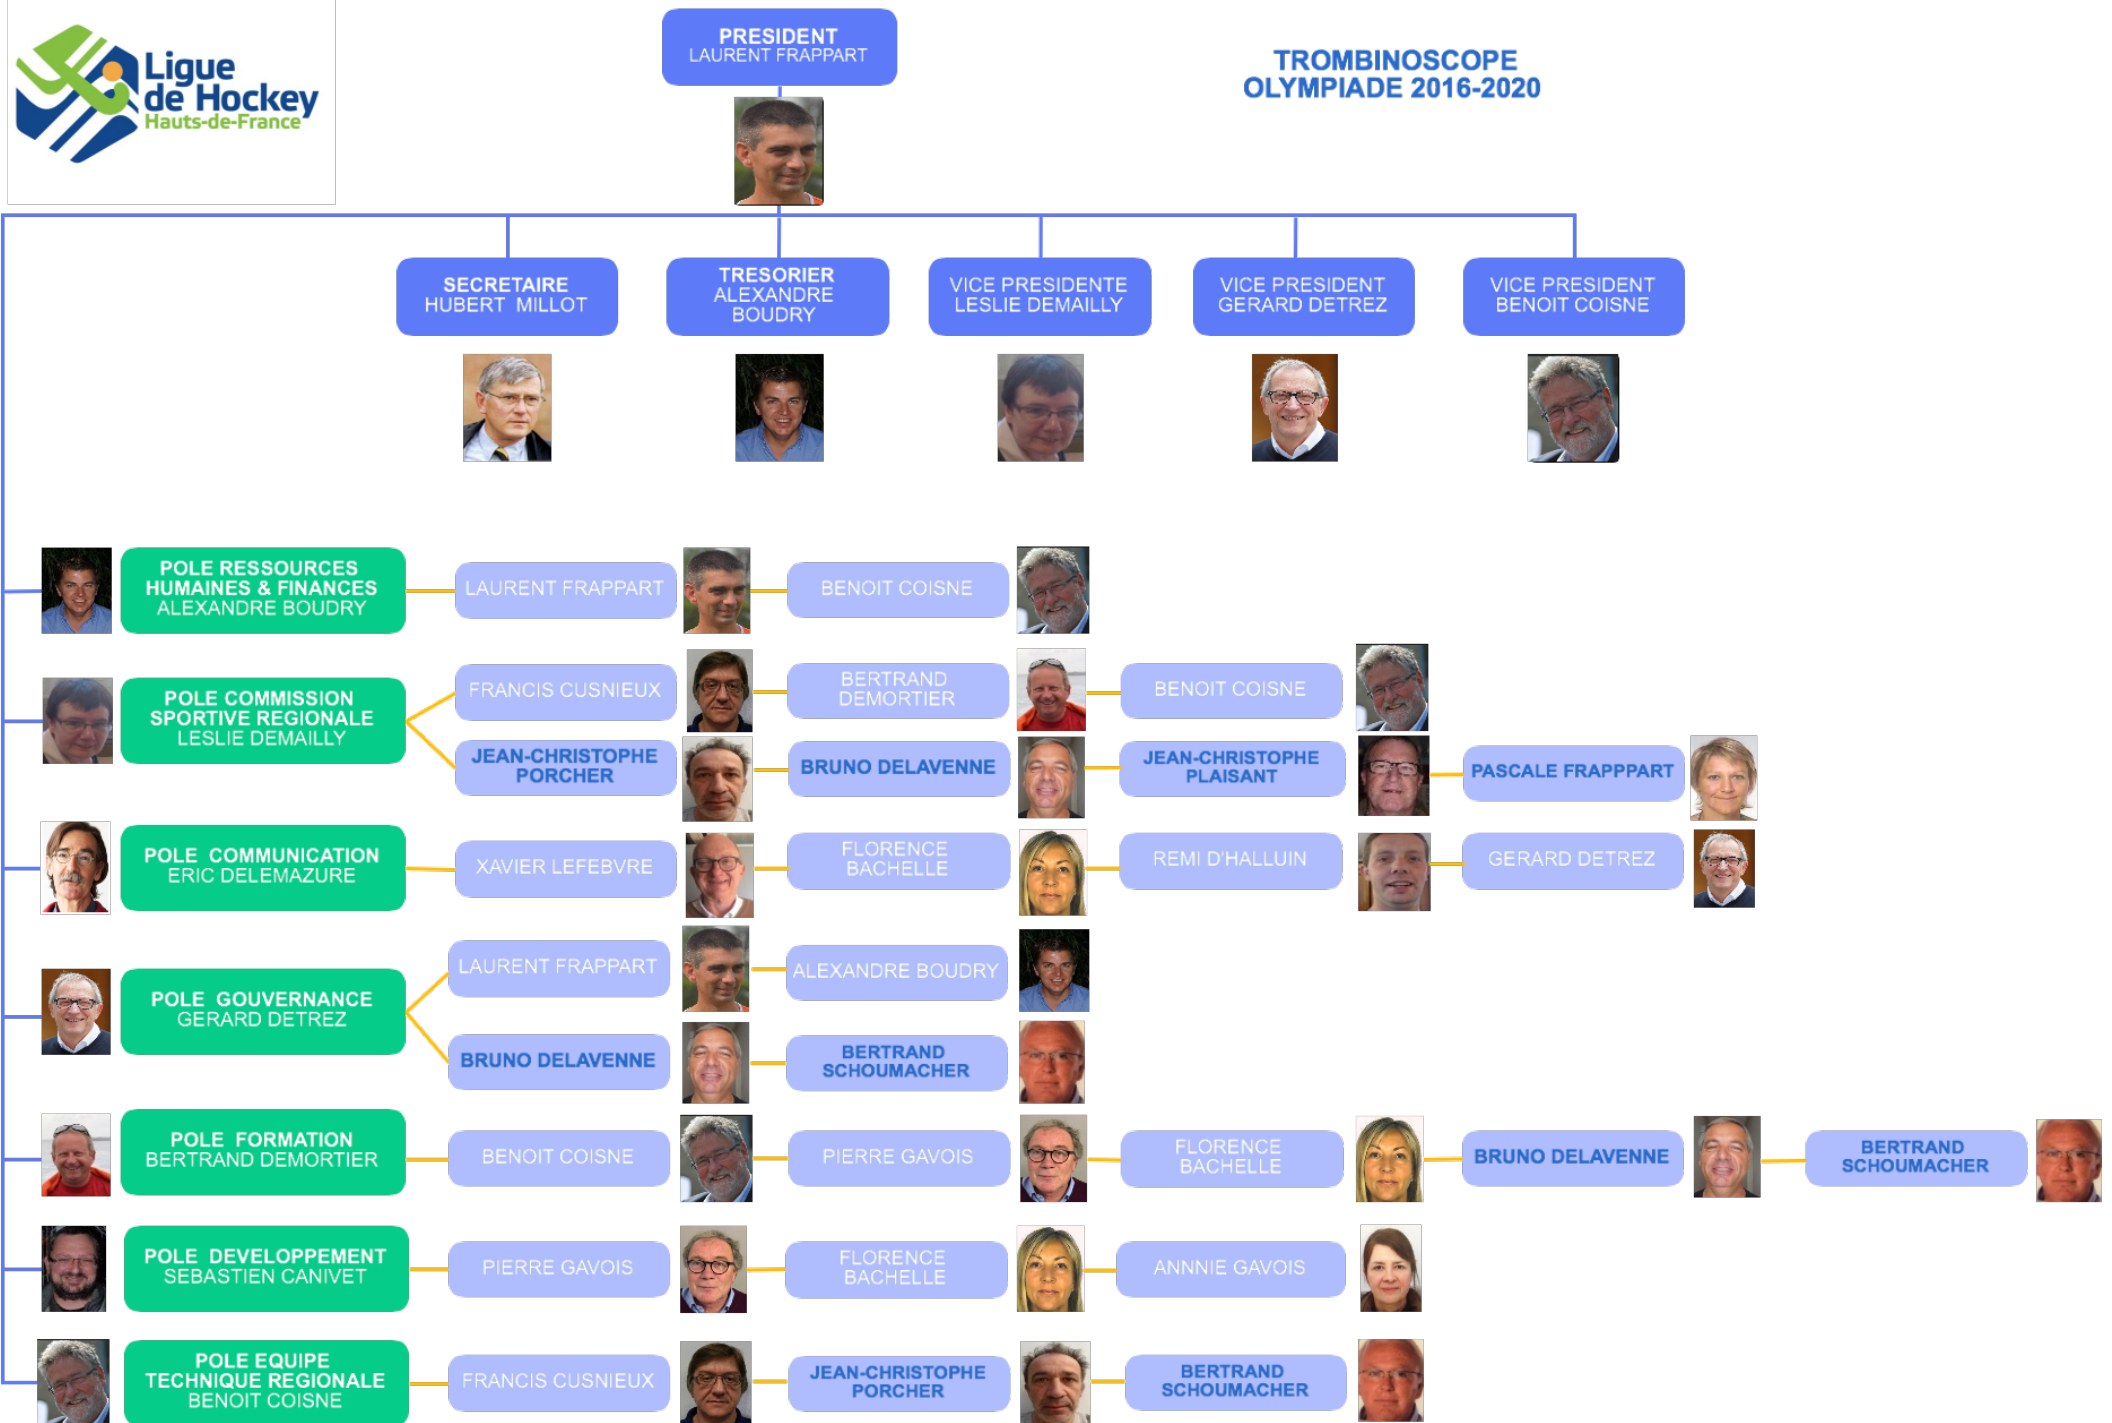 Ligue
de Hockey
Hauts-de-France
PRESIDENT
LAURENT FRAPPART
TROMBINOSCOPE
OLYMPIADE 2016-2020
SECRETAIRE
HUBERT MILLOT
TRESORIER
ALEXANDRE
BOUDRY
VICE PRESIDENTE
LESLIE DEMAILLY
VICE PRESIDENT
GERARD DETREZ
VICE PRESIDENT
BENOIT COISNE
POLE RESSOURCES
HUMAINES & FINANCES
ALEXANDRE BOUDRY
LAURENT FRAPPART
BENOIT COISNE
POLE COMMISSION
SPORTIVE REGIONALE
LESLIE DEMAILLY
FRANCIS CUSNIEUX
BERTRAND
DEMORTIER
BENOIT COISNE
JEAN-CHRISTOPHE
PORCHER
BRUNO DELAVENNE
JEAN-CHRISTOPHE
PLAISANT
PASCALE FRAPPPART
POLE COMMUNICATION
ERIC DELEMAZURE
XAVIER LEFEBVRE
FLORENCE
BACHELLE
REMI D'HALLUIN
GERARD DETREZ
POLE GOUVERNANCE
GERARD DETREZ
LAURENT FRAPPART
ALEXANDRE BOUDRY
BRUNO DELAVENNE
BERTRAND
SCHOUMACHER
POLE FORMATION
BERTRAND DEMORTIER
BENOIT COISNE
PIERRE GAVOIS
FLORENCE
BACHELLE
BRUNO DELAVENNE
BERTRAND
SCHOUMACHER
POLE DEVELOPPEMENT
SEBASTIEN CANIVET
PIERRE GAVOIS
FLORENCE
BACHELLE
ANNNIE GAVOIS
POLE EQUIPE
TECHNIQUE REGIONALE
BENOIT COISNE
FRANCIS CUSNIEUX
JEAN-CHRISTOPHE
PORCHER
BERTRAND
SCHOUMACHER